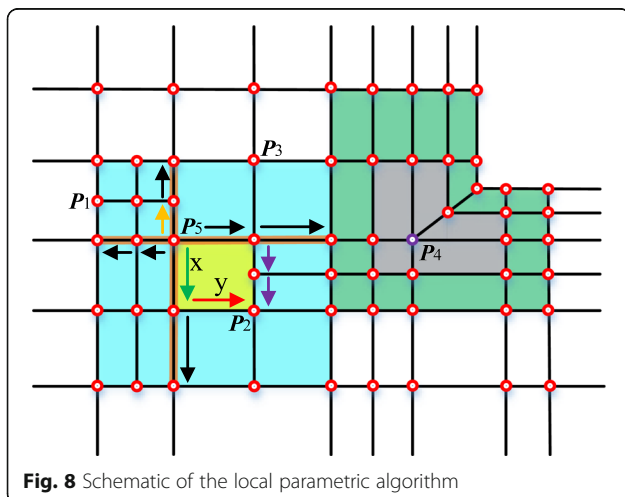 P3
P1
P5
P4
x
y
P2
Fig. 8 Schematic of the local parametric algorithm